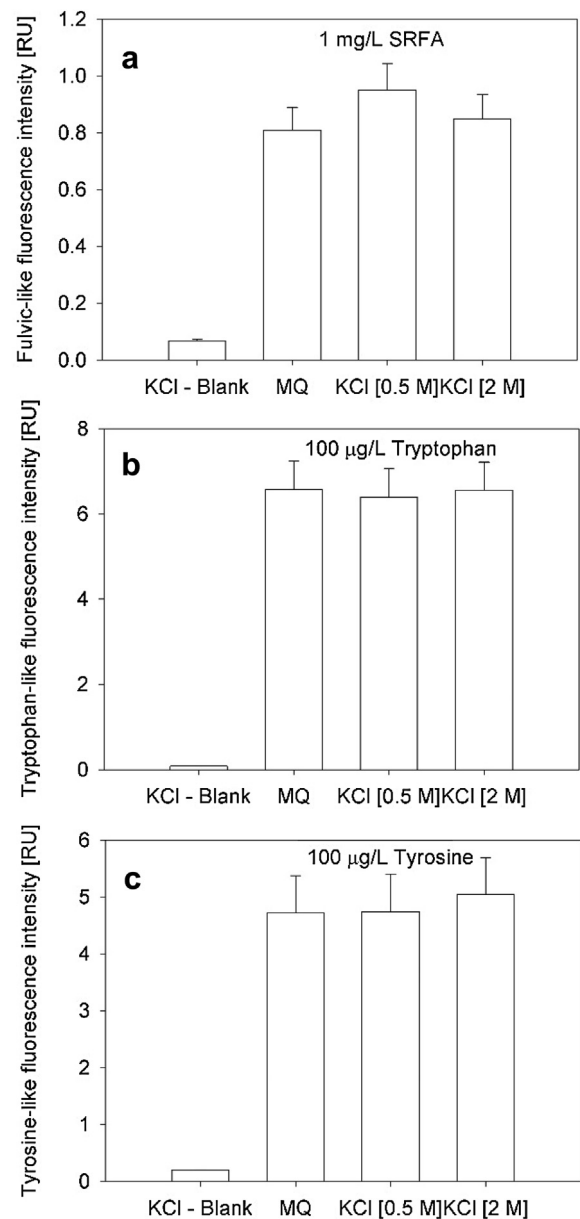 a
1 mg/L SRFA
Fulvic-like fluorescence intensity [RU]
1.2
1.0
0.8
0.6
0.4
0.2
0.0
KCl - Blank MQ KCl [0.5 M] KCl [2 M]
b
100 µg/L Tryptophan
Tryptophan-like fluorescence intensity [RU]
8
6
4
2
0
KCl - Blank MQ KCl [0.5 M] KCl [2 M]
c
100 µg/L Tyrosine
Tyrosine-like fluorescence intensity [RU]
6
5
4
3
2
1
0
KCl - Blank MQ KCl [0.5 M] KCl [2 M]